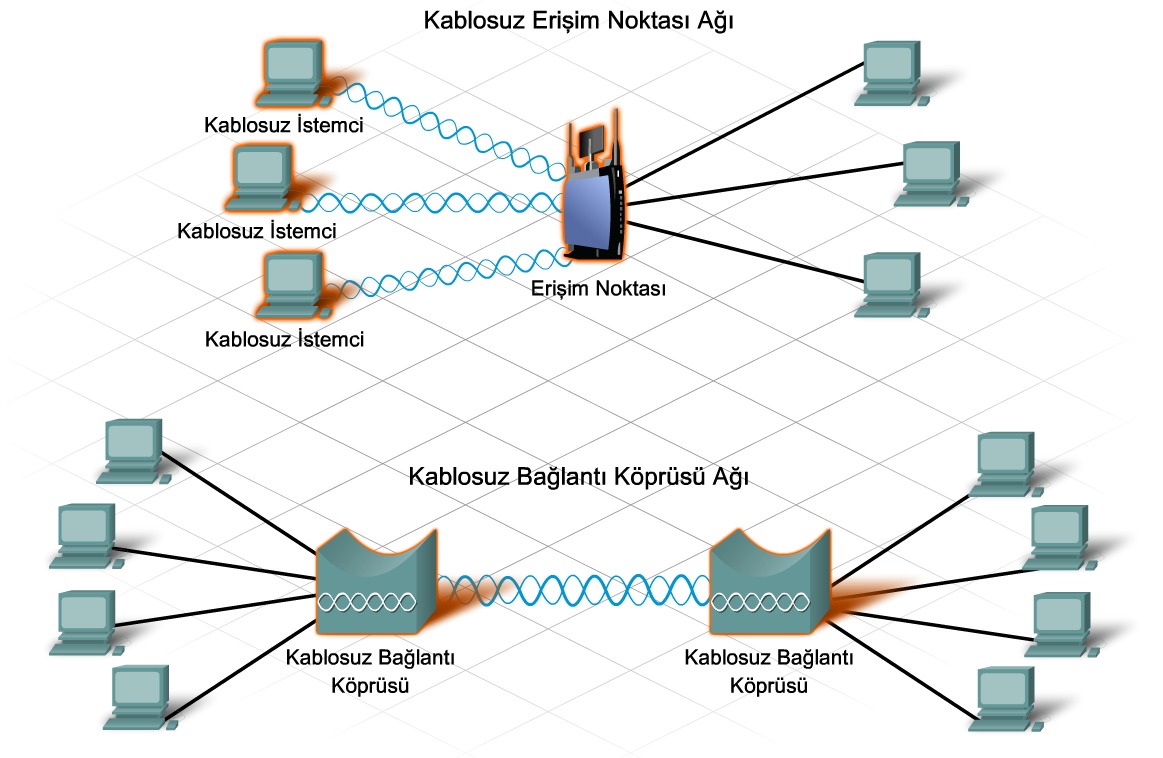 Kablosuz Erişim Noktası Ağı
Kablosuz İstemci
Kablosuz İstemci
Erişim Noktası
Kablosuz İstemci
Kablosuz Bağlantı Köprüsü Ağı
Kablosuz Bağlantı
Köprüsü
Kablosuz Bağlantı
Köprüsü